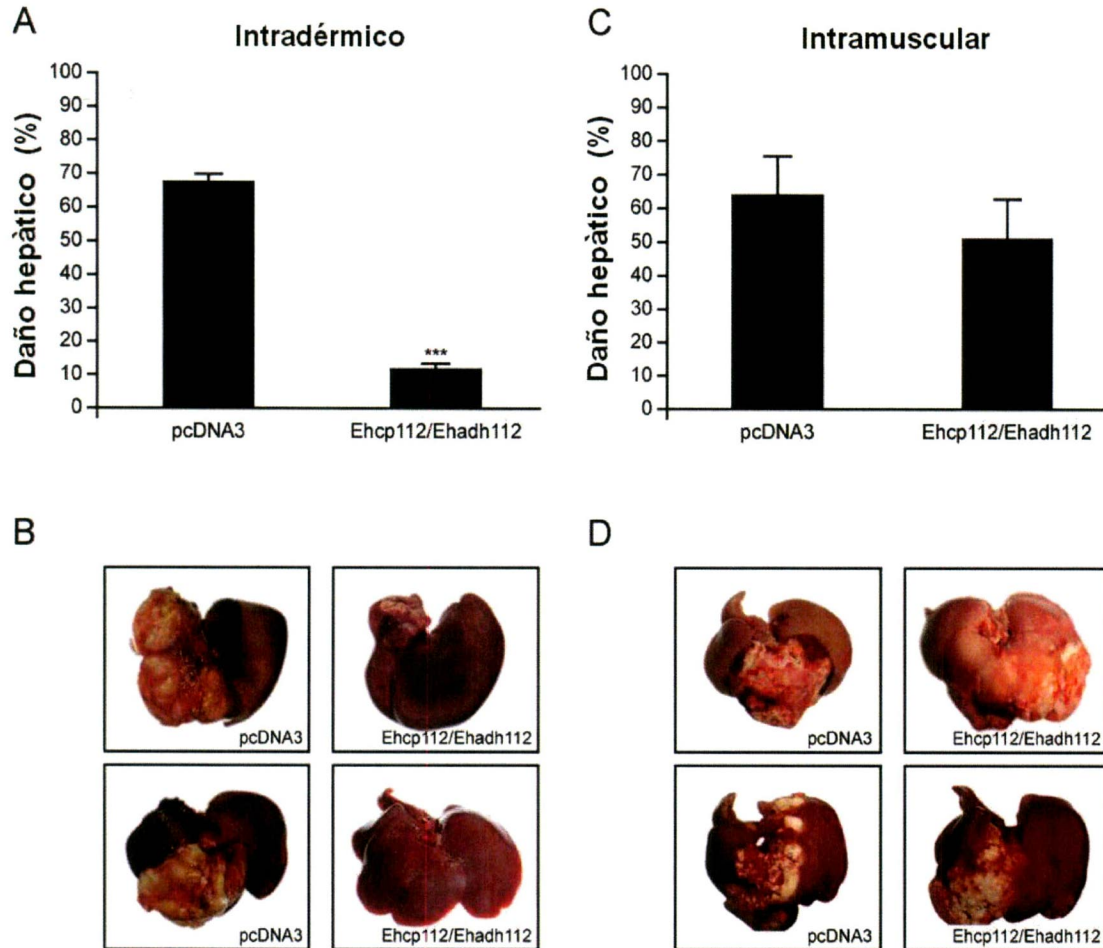 A
Intradérmico
Daño hepàtico (%)
100
90
80
70
60
50
40
30
20
10
0
***
pcDNA3
Ehcp112/Ehadh112
C
Intramuscular
Daño hepàtico (%)
100
90
80
70
60
50
40
30
20
10
0
pcDNA3
Ehcp112/Ehadh112
B
pcDNA3
Ehcp112/Ehadh112
pcDNA3
Ehcp112/Ehadh112
D
pcDNA3
Ehcp112/Ehadh112
pcDNA3
Ehcp112/Ehadh112